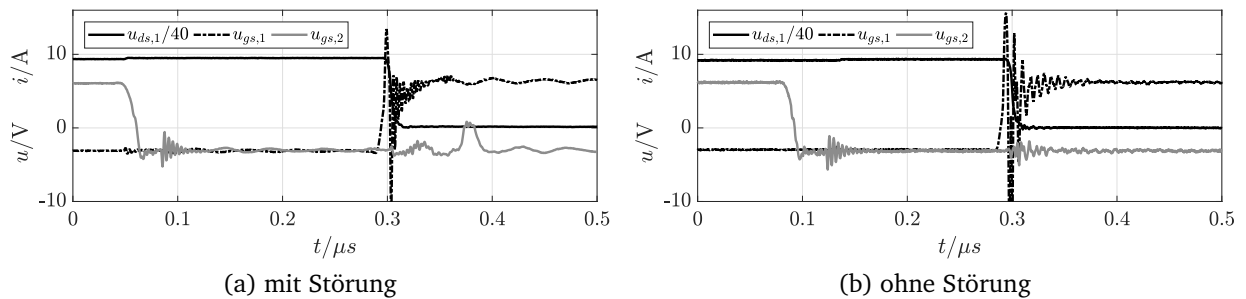 u_{ds,1}/40 u_{gs,1} u_{gs,2}
i/A
u/V
10
0
-10
0 0.1 0.2 0.3 0.4 0.5
t/μs
(a) mit Störung
u_{ds,1}/40 u_{gs,1} u_{gs,2}
i/A
u/V
10
0
-10
0 0.1 0.2 0.3 0.4 0.5
t/μs
(b) ohne Störung